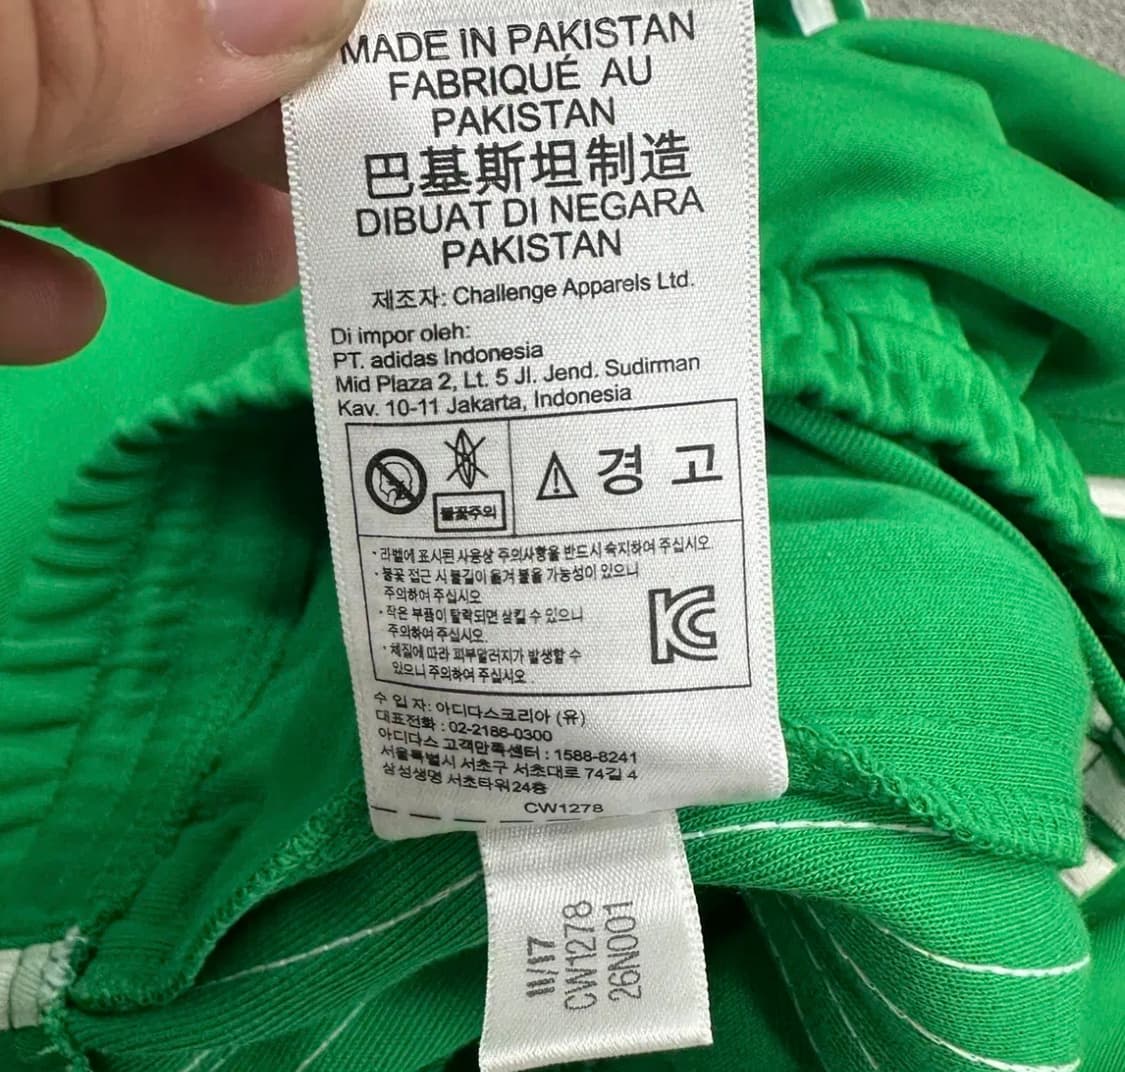 MADE IN PAKISTAN
FABRIQUÉ AU
PAKISTAN
巴基斯坦制造
DIBUAT DI NEGARA
PAKISTAN
제조자: Challenge Apparels Ltd.
Di impor oleh:
PT. adidas Indonesia
Mid Plaza 2, Lt. 5 Jl. Jend. Sudirman
Kav. 10-11 Jakarta, Indonesia
불꽃주의
경 고
· 라벨에 표시된 사용상 주의사항을 반드시 숙지하여 주십시오.
· 불꽃 접근 시 불길이 옮겨 붙을 가능성이 있으니
주의하여 주십시오
· 작은 부품이 탈락되면 삼킬 수 있으니
주의하여 주십시오.
· 체질에 따라 피부알러지가 발생할 수
있으니 주의하여 주십시오.
KC
수 입 자: 아디다스코리아 (유)
대표전화 : 02-2186-0300
아디다스 고객만족센터 : 1588-8241
서울특별시 서초구 서초대로 74길 4
삼성생명 서초타워 24층
CW1278
11/17
CW1278
26N001